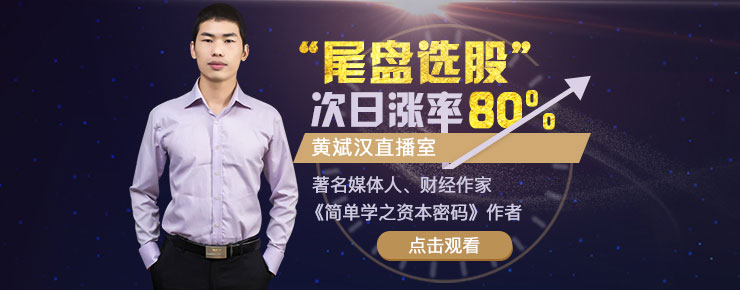 “尾盘选股”
次日涨率80%
黄斌汉直播室
著名媒体人、财经作家
《简单学之资本密码》作者
点击观看